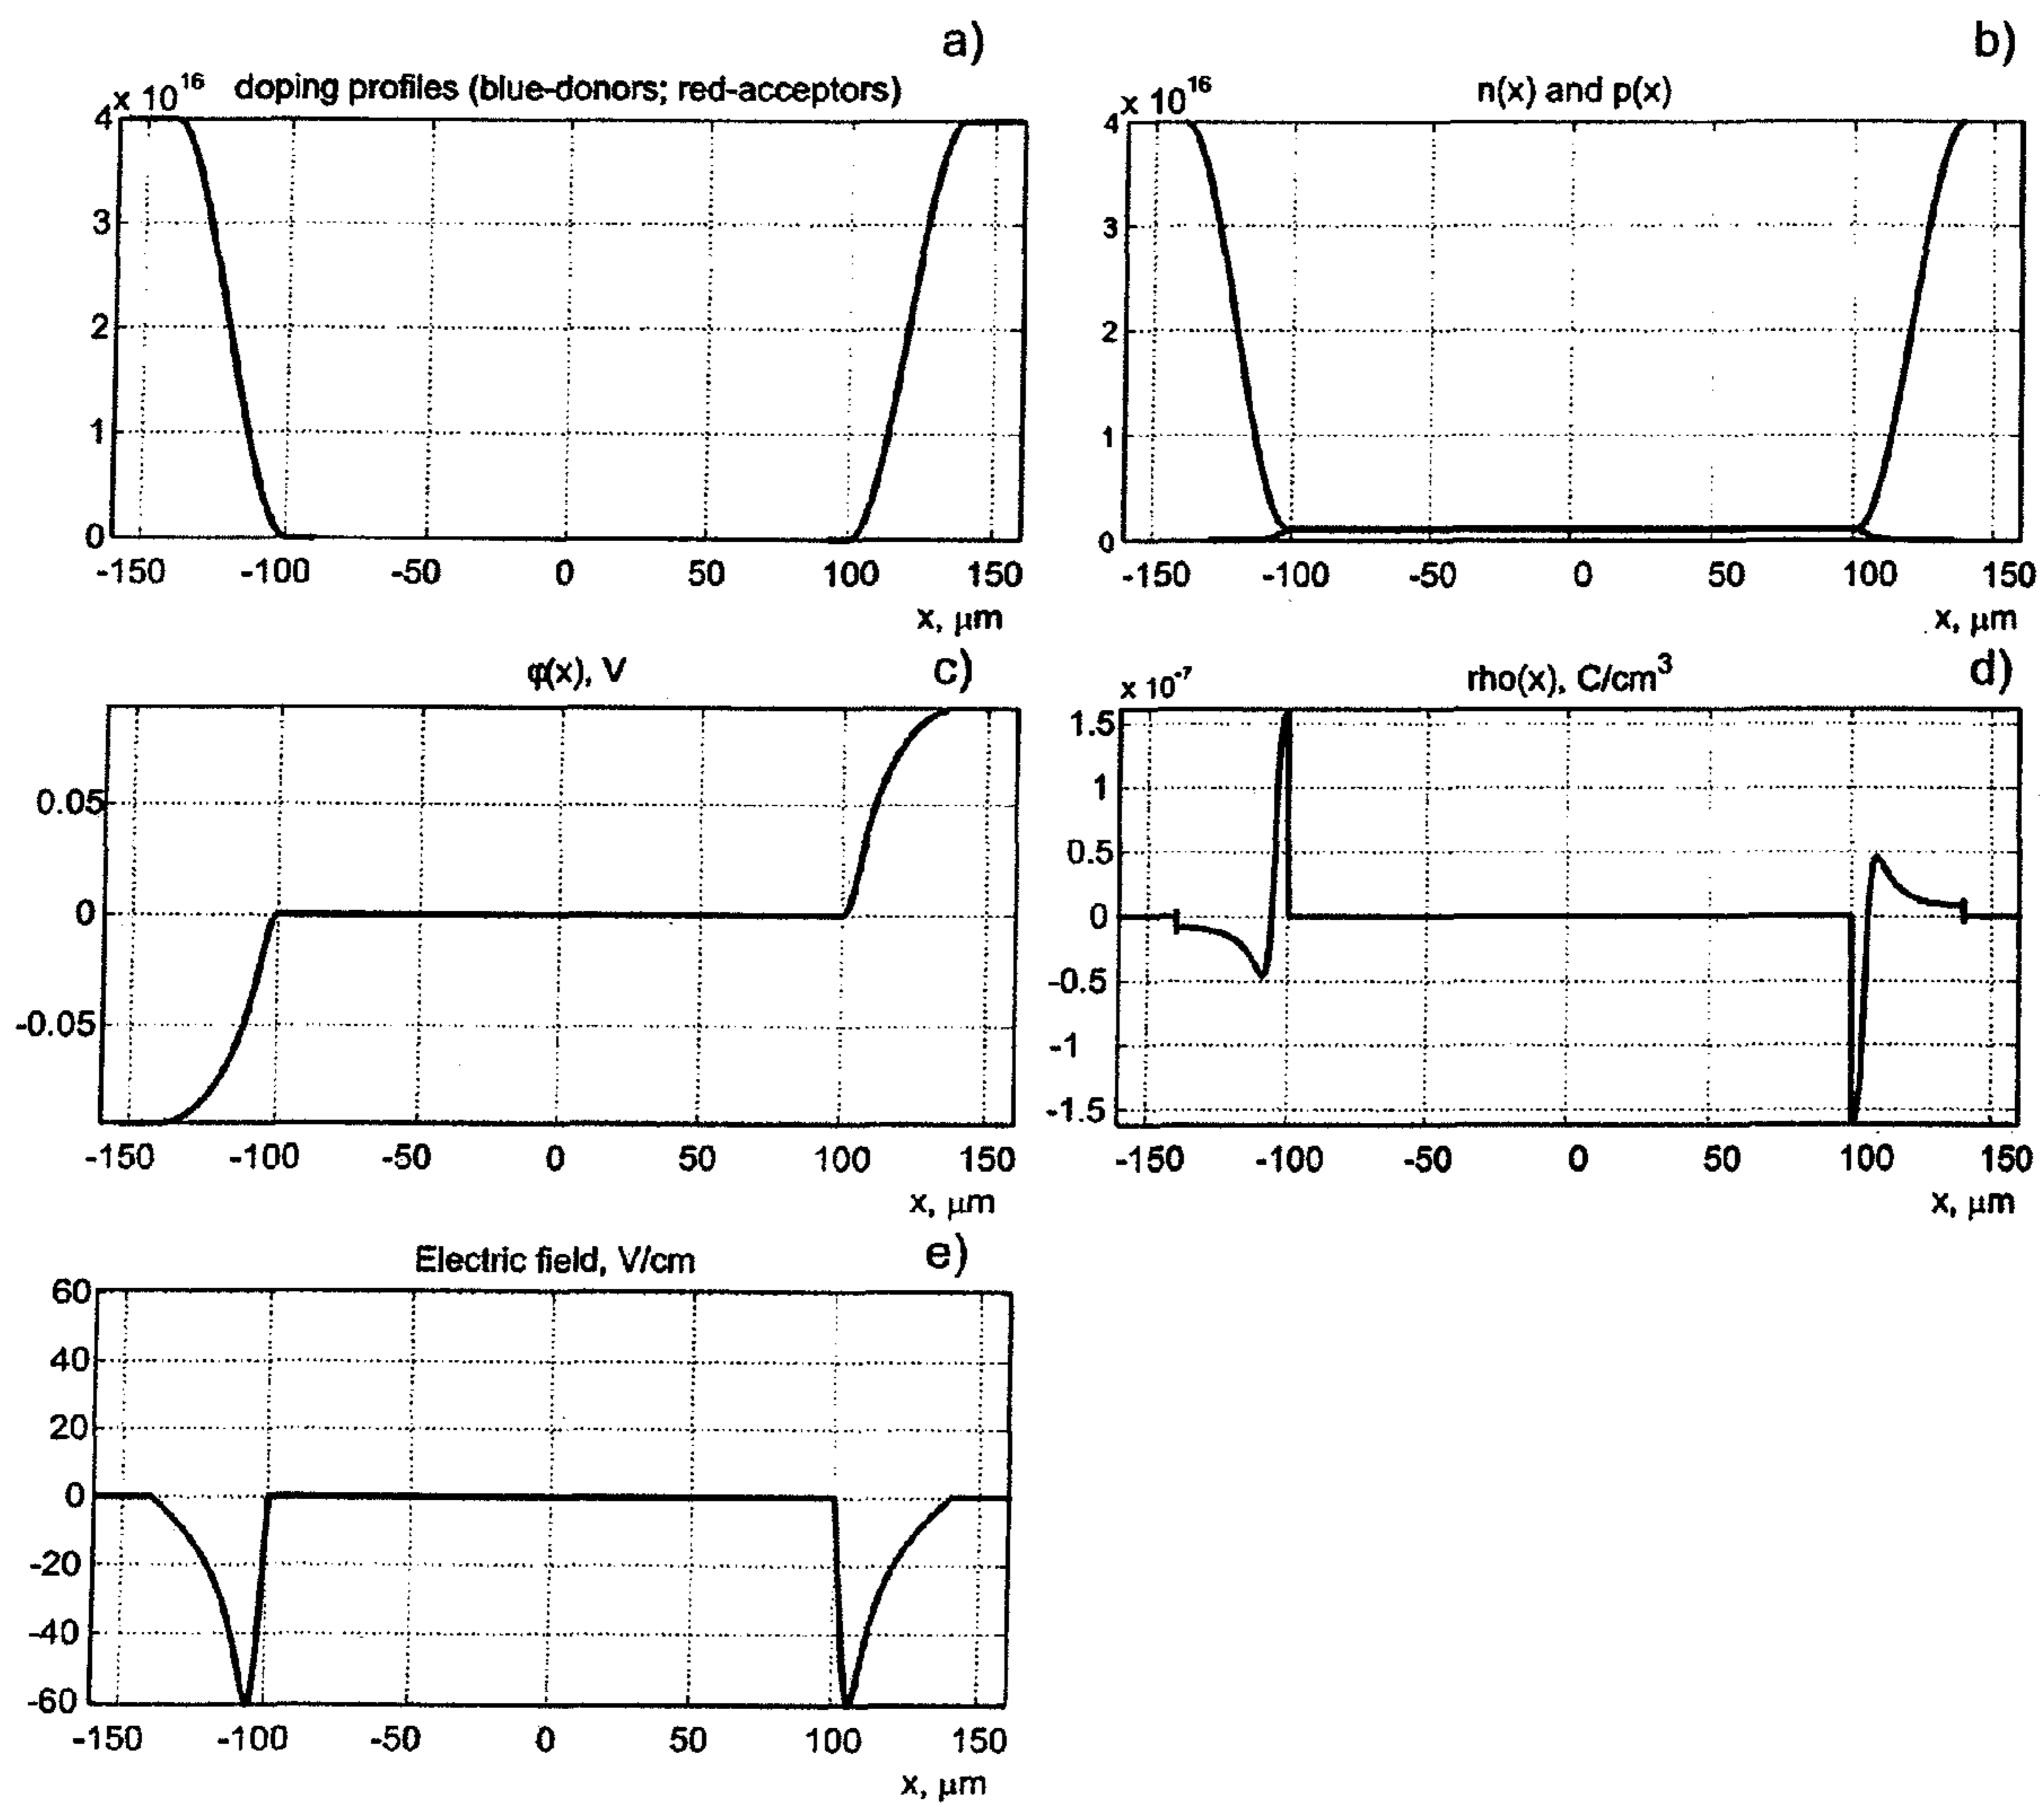 a)
x 10^16 doping profiles (blue-donors; red-acceptors)
4
3
2
1
0
-150 -100 -50 0 50 100 150
x, μm
b)
x 10^16 n(x) and p(x)
4
3
2
1
0
-150 -100 -50 0 50 100 150
x, μm
φ(x), V c)
0.05
0
-0.05
-150 -100 -50 0 50 100 150
x, μm
x 10^-7 rho(x), C/cm^3 d)
1.5
1
0.5
0
-0.5
-1
-1.5
-150 -100 -50 0 50 100 150
x, μm
Electric field, V/cm e)
60
40
20
0
-20
-40
-60
-150 -100 -50 0 50 100 150
x, μm